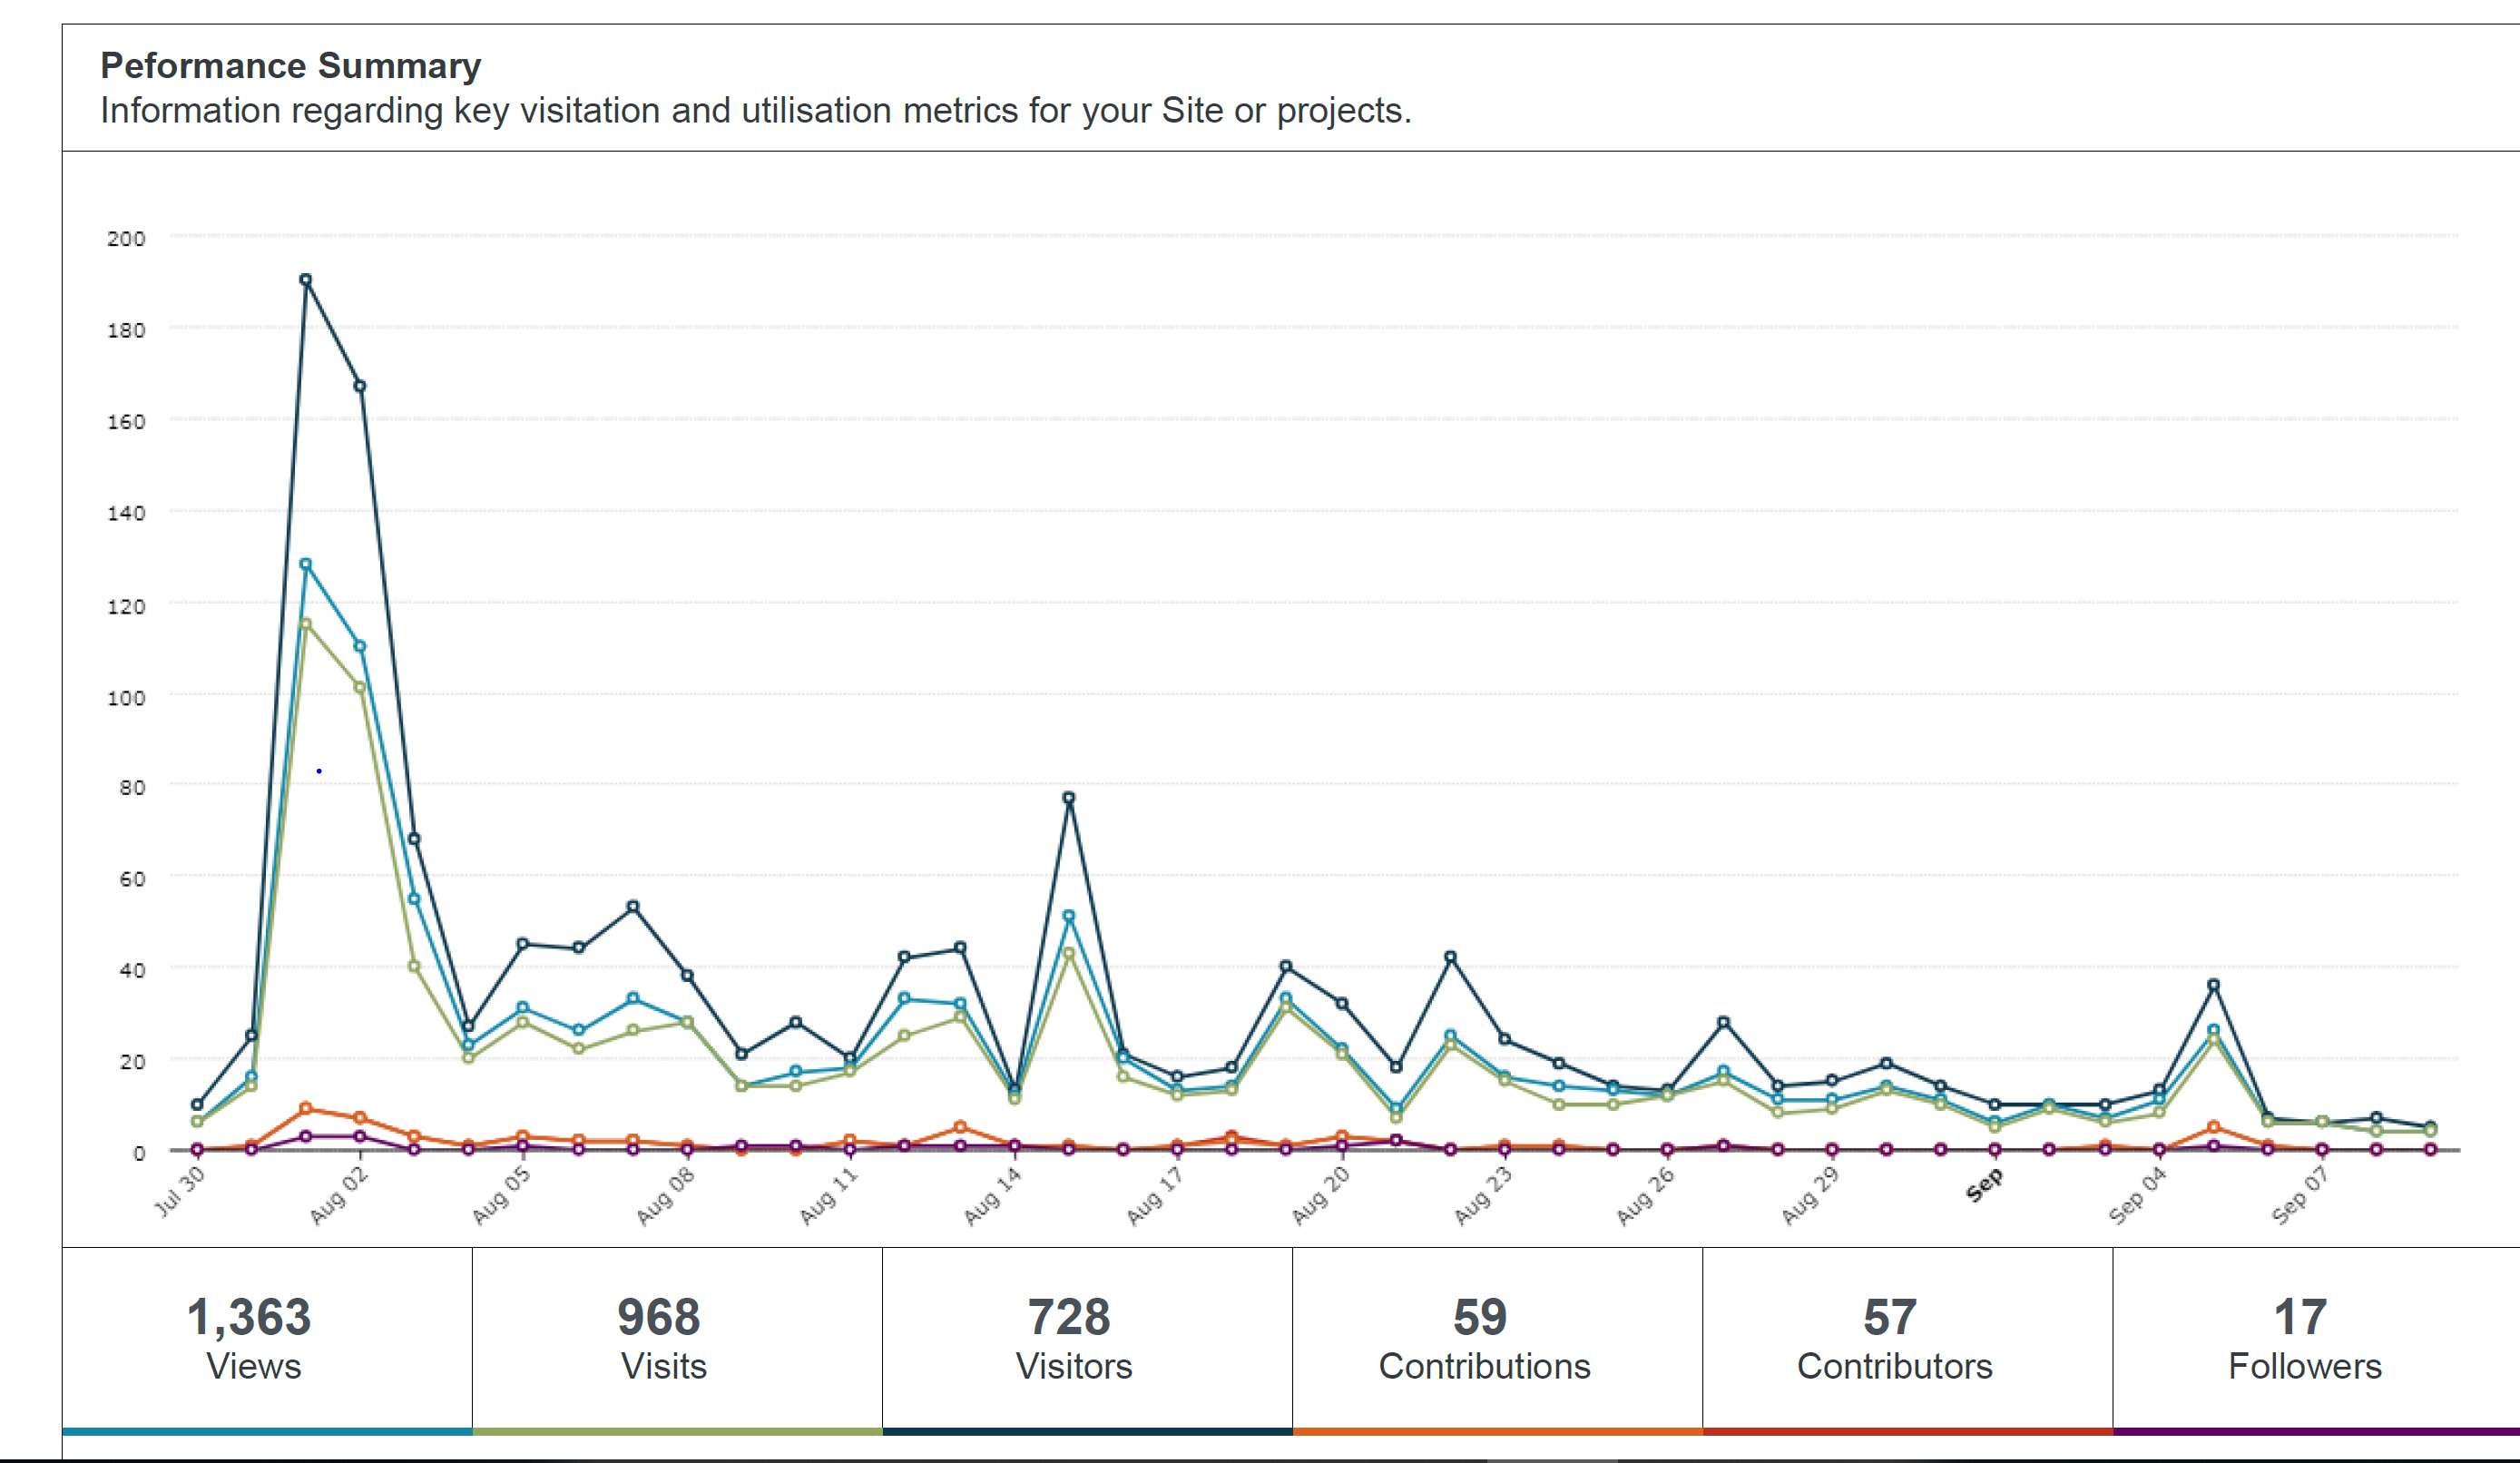 Peformance Summary
Information regarding key visitation and utilisation metrics for your Site or projects.
200
180
160
140
120
100
80
60
40
20
0
Jul 30
Aug 02
Aug 05
Aug 08
Aug 11
Aug 14
Aug 17
Aug 20
Aug 23
Aug 26
Aug 29
Sep
Sep 04
Sep 07
1,363
Views
968
Visits
728
Visitors
59
Contributions
57
Contributors
17
Followers